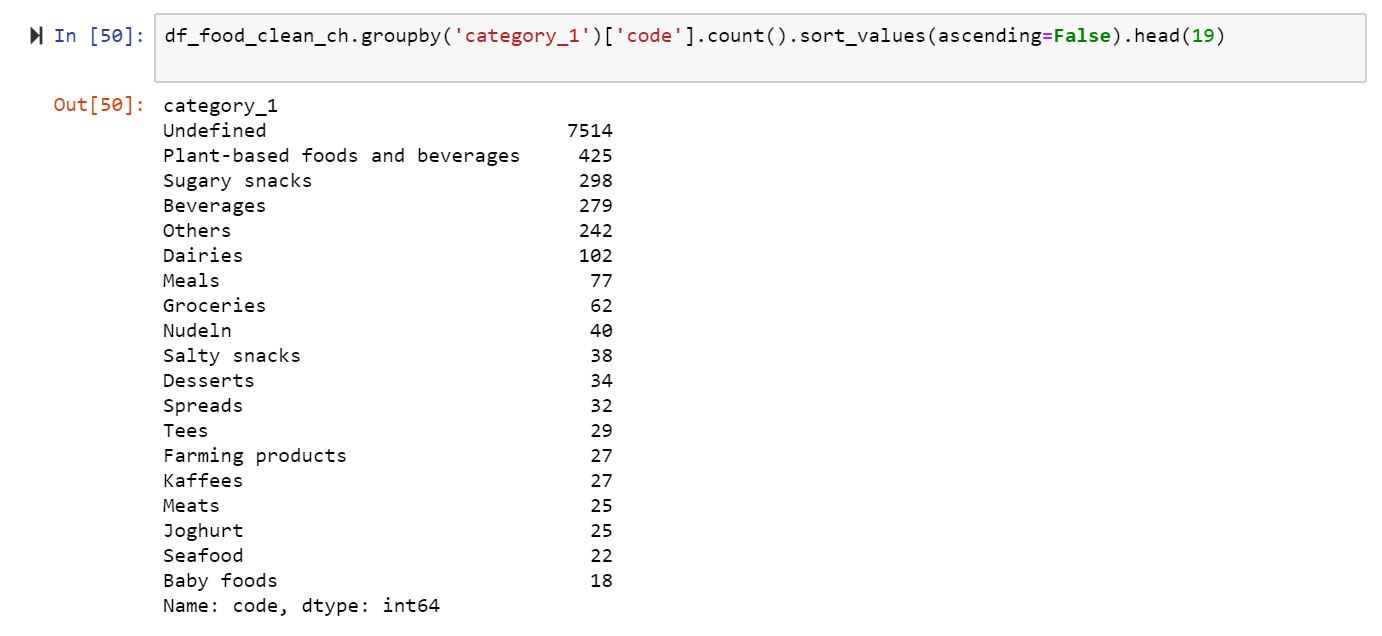 In [50]: df_food_clean_ch.groupby('category_1')['code'].count().sort_values(ascending=False).head(19)
Out[50]: category_1
Undefined 7514
Plant-based foods and beverages 425
Sugary snacks 298
Beverages 279
Others 242
Dairies 102
Meals 77
Groceries 62
Nudeln 40
Salty snacks 38
Desserts 34
Spreads 32
Tees 29
Farming products 27
Kaffees 27
Meats 25
Joghurt 25
Seafood 22
Baby foods 18
Name: code, dtype: int64